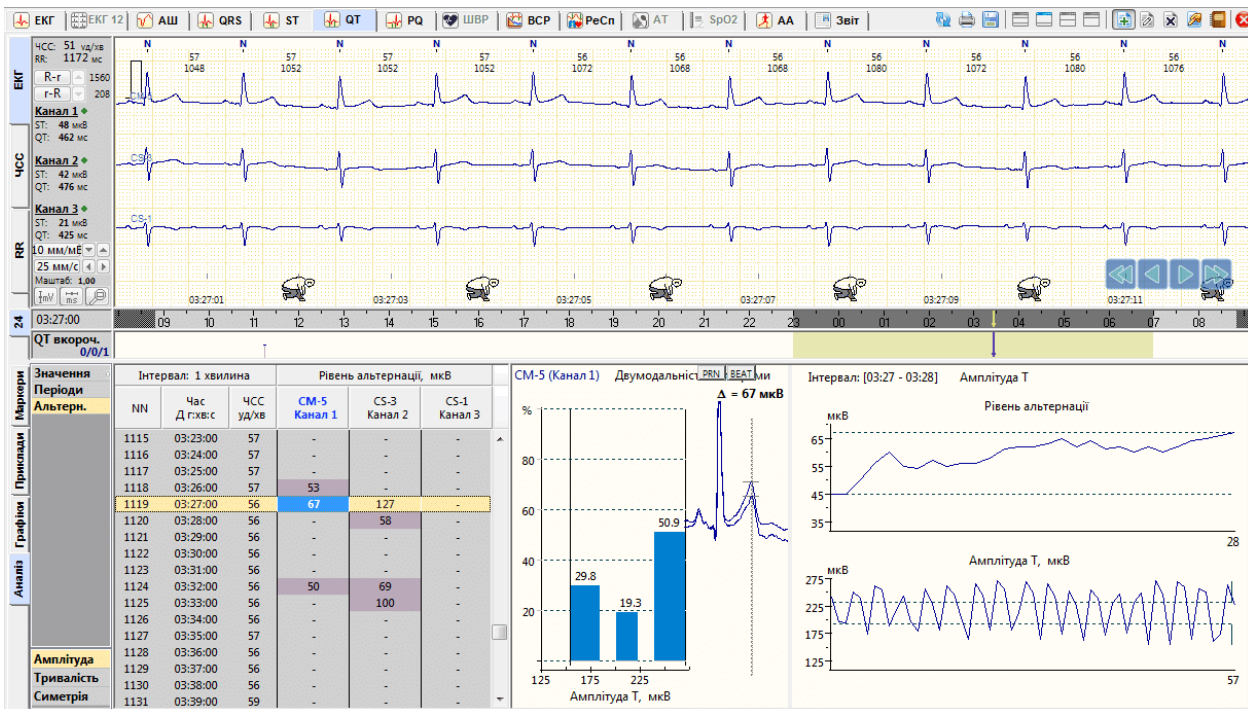 ЕКГ ЕКГ 12 АШ QRS ST QT PQ ШВР ВСР РеСп АТ SpO2 АА Звіт
ЕКГ
ЧСС
RR
24
Маркери
Приклади
Графіки
Аналіз
ЧСС: 51 уд/хв
RR: 1172 мс
R-r 1560
r-R 208
Канал 1
ST: 48 мкВ
QT: 462 мс
Канал 2
ST: 42 мкВ
QT: 476 мс
Канал 3
ST: 21 мкВ
QT: 425 мс
10 мм/мВ
25 мм/с
Маштаб: 1,00
mV ms
N N N N N N N N N N N N
57 57 57 57 56 56 56 56 56 56 56
1048 1052 1052 1052 1072 1068 1068 1080 1072 1080 1076
CS-1
03:27:01 03:27:03 03:27:05 03:27:07 03:27:09 03:27:11
03:27:00 09 10 11 12 13 14 15 16 17 18 19 20 21 22 23 00 01 02 03 04 05 06 07 08
QT вкороч.
0/0/1
Значення
Періоди
Альтерн.
Амплітуда
Тривалість
Симетрія
Інтервал: 1 хвилина Рівень альтернації, мкВ
NN Час Д г:хв:с ЧСС уд/хв CM-5 Канал 1 CS-3 Канал 2 CS-1 Канал 3
1115 03:23:00 57 - - -
1116 03:24:00 57 - - -
1117 03:25:00 57 - - -
1118 03:26:00 57 53 - -
1119 03:27:00 56 67 127 -
1120 03:28:00 56 - 58 -
1121 03:29:00 56 - - -
1122 03:30:00 56 - - -
1123 03:31:00 56 - - -
1124 03:32:00 56 50 69 -
1125 03:33:00 56 - 100 -
1126 03:34:00 56 - - -
1127 03:35:00 57 - - -
1128 03:36:00 56 - - -
1129 03:37:00 56 - - -
1130 03:38:00 56 - - -
1131 03:39:00 59 - - -
CM-5 (Канал 1) PRN BEAT
Δ = 67 мкВ
%
80
60
40
20
29.8 19.3 50.9
125 175 225
Амплітуда Т, мкВ
Інтервал: [03:27 - 03:28] Амплітуда Т
Рівень альтернації
мкВ
65
55
45
35
28
Амплітуда Т, мкВ
мкВ
275
225
175
125
57